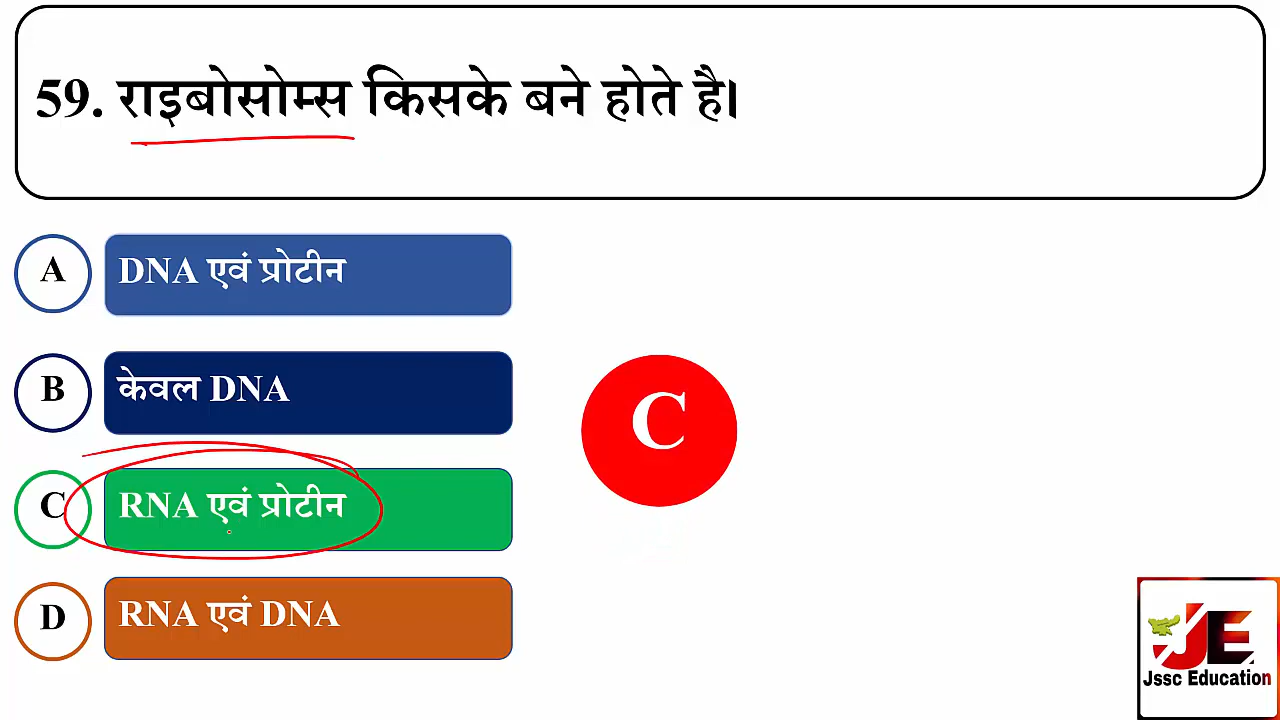 59. राइबोसोम्स किसके बने होते है।
A DNA एवं प्रोटीन
B केवल DNA
C
C RNA एवं प्रोटीन
D RNA एवं DNA
JE
Jssc Education